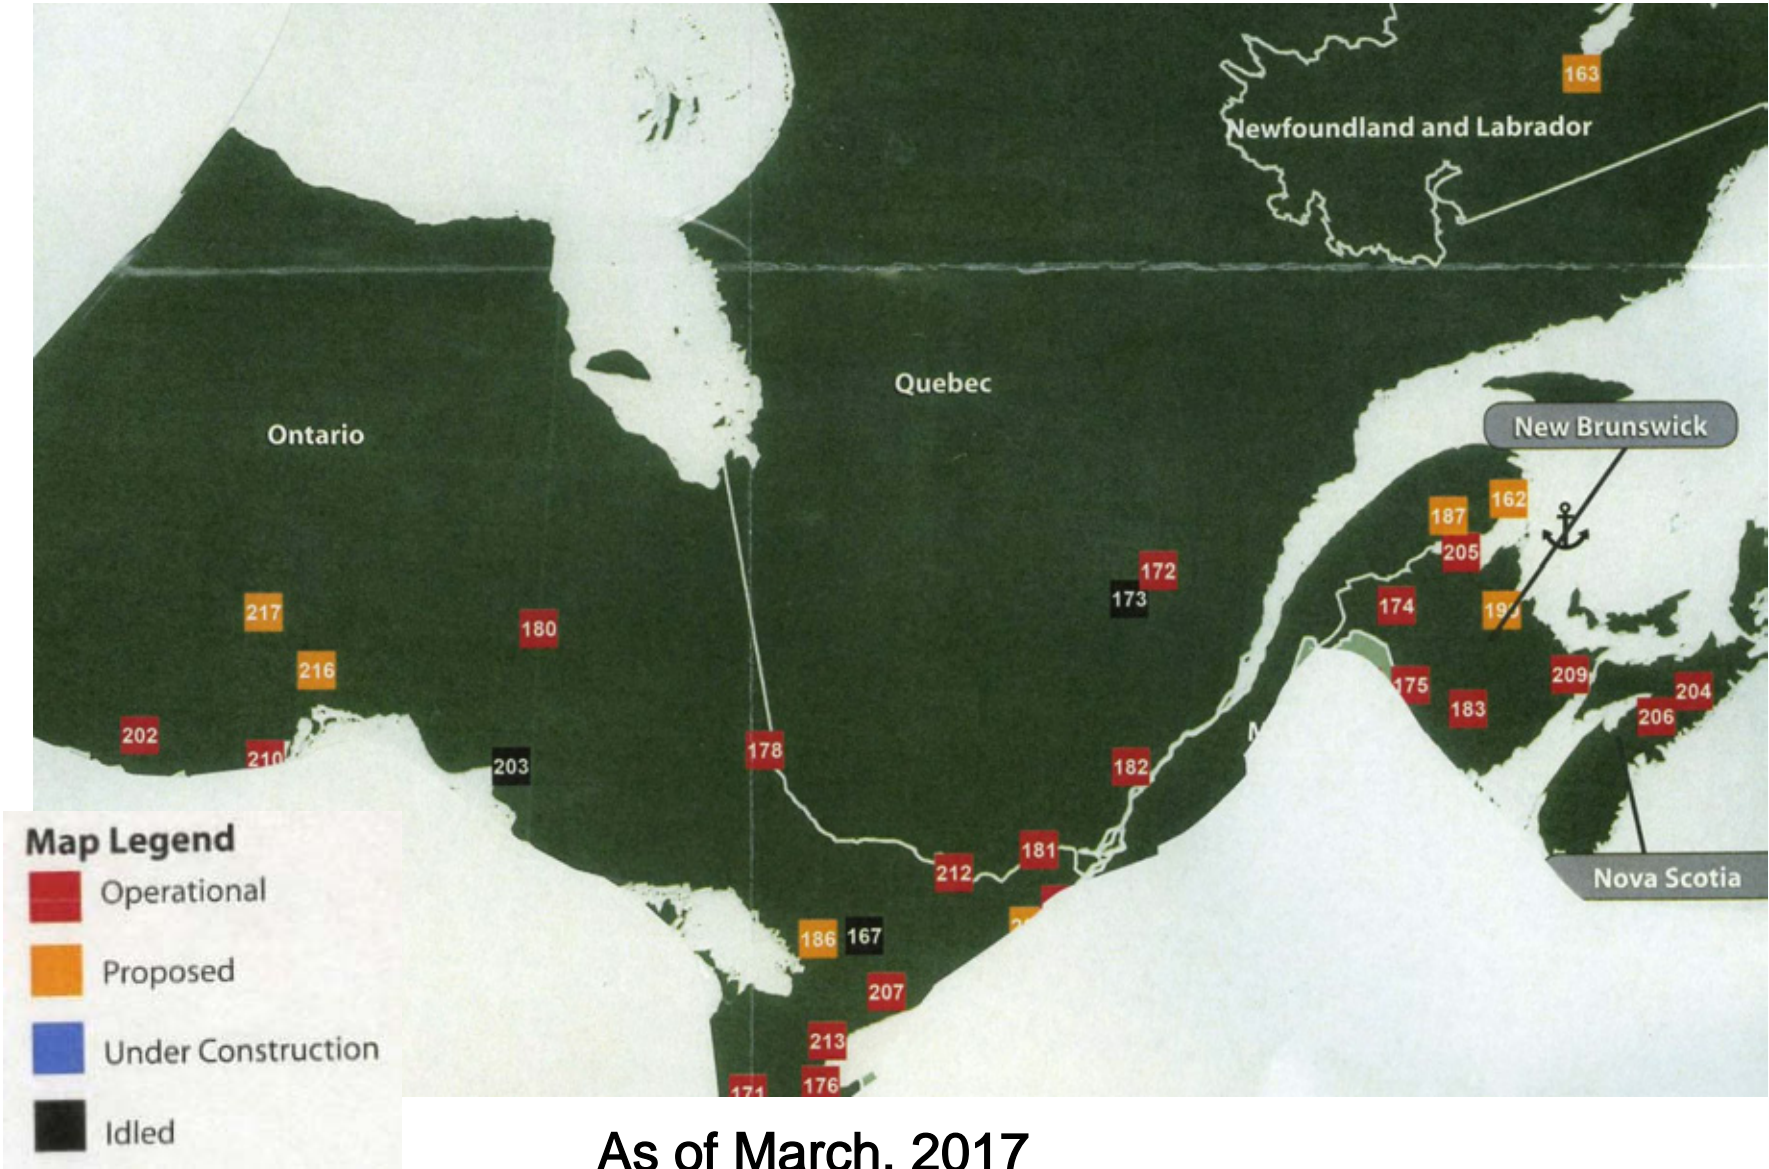 163
Newfoundland and Labrador
Quebec
Ontario
New Brunswick
162
187
205
172
173
174
217
180
216
175
209
204
183
206
202
210
203
178
182
181
212
Nova Scotia
186
167
207
213
176
171
Map Legend
Operational
Proposed
Under Construction
Idled
As of March, 2017